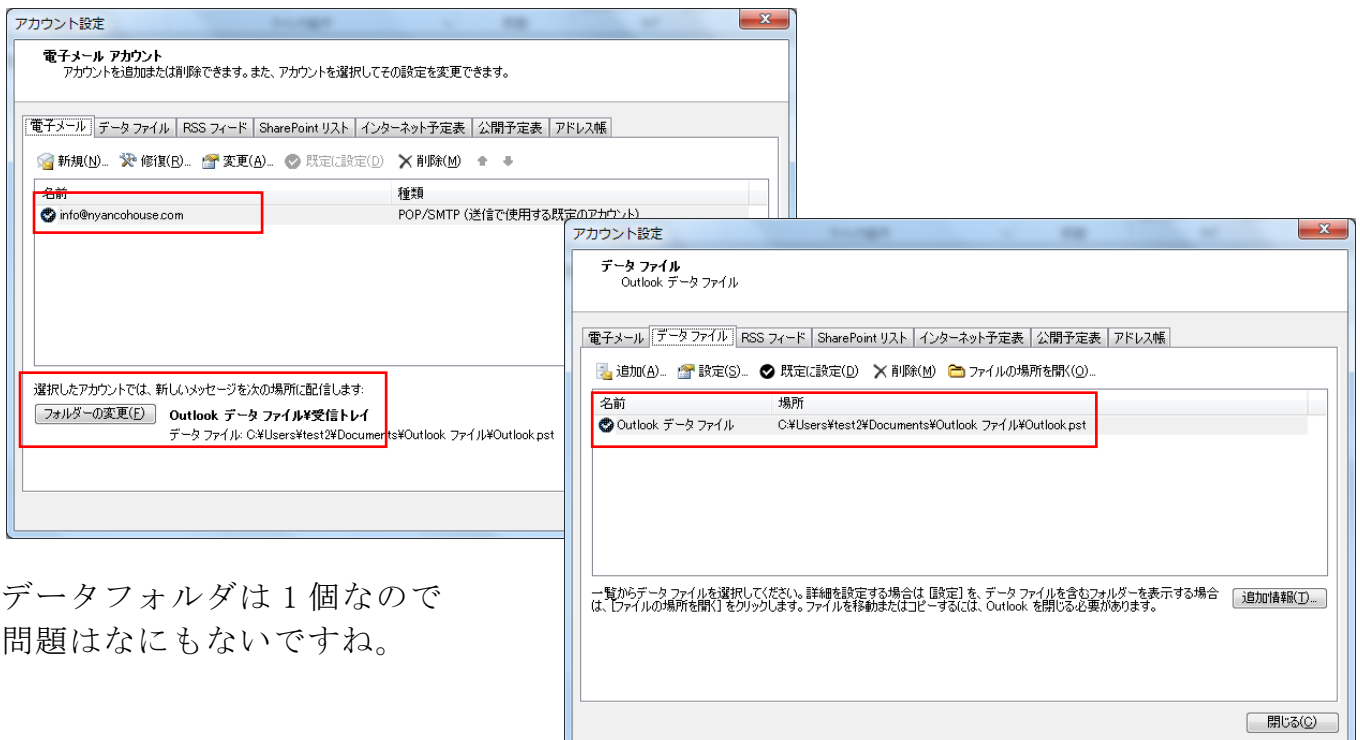 アカウント設定
電子メール アカウント
アカウントを追加または削除できます。また、アカウントを選択してその設定を変更できます。
電子メール データ ファイル RSS フィード SharePoint リスト インターネット予定表 公開予定表 アドレス帳
新規(N)... 修復(R)... 変更(A)... 既定に設定(D) 削除(M)
名前 種類
info@nyancohouse.com POP/SMTP (送信で使用する既定のアカウント)
選択したアカウントでは、新しいメッセージを次の場所に配信します:
フォルダーの変更(F) Outlook データ ファイル¥受信トレイ
データ ファイル: C:¥Users¥test2¥Documents¥Outlook ファイル¥Outlook.pst
アカウント設定
データ ファイル
Outlook データ ファイル
電子メール データ ファイル RSS フィード SharePoint リスト インターネット予定表 公開予定表 アドレス帳
追加(A)... 設定(S)... 既定に設定(D) 削除(M) ファイルの場所を開く(O)...
名前 場所
Outlook データ ファイル C:¥Users¥test2¥Documents¥Outlook ファイル¥Outlook.pst
一覧からデータ ファイルを選択してください。詳細を設定する場合は [設定] を、データ ファイルを含むフォルダーを表示する場合
は、[ファイルの場所を開く] をクリックします。ファイルを移動またはコピーするには、Outlook を閉じる必要があります。
追加情報(T)...
閉じる(C)
データフォルダは１個なので
問題はなにもないですね。